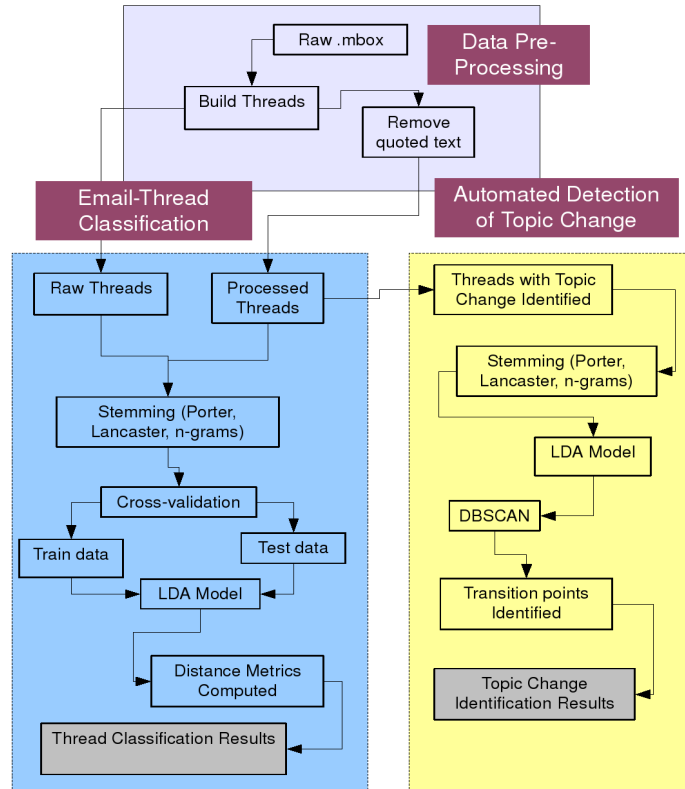 Raw .mbox
Data Pre-
Processing
Build Threads
Remove
quoted text
Email-Thread
Classification
Automated Detection
of Topic Change
Raw Threads
Processed
Threads
Threads with Topic
Change Identified
Stemming (Porter,
Lancaster, n-grams)
Stemming (Porter,
Lancaster, n-grams)
LDA Model
Cross-validation
DBSCAN
Train data
Test data
LDA Model
Transition points
Identified
Distance Metrics
Computed
Topic Change
Identification Results
Thread Classification Results